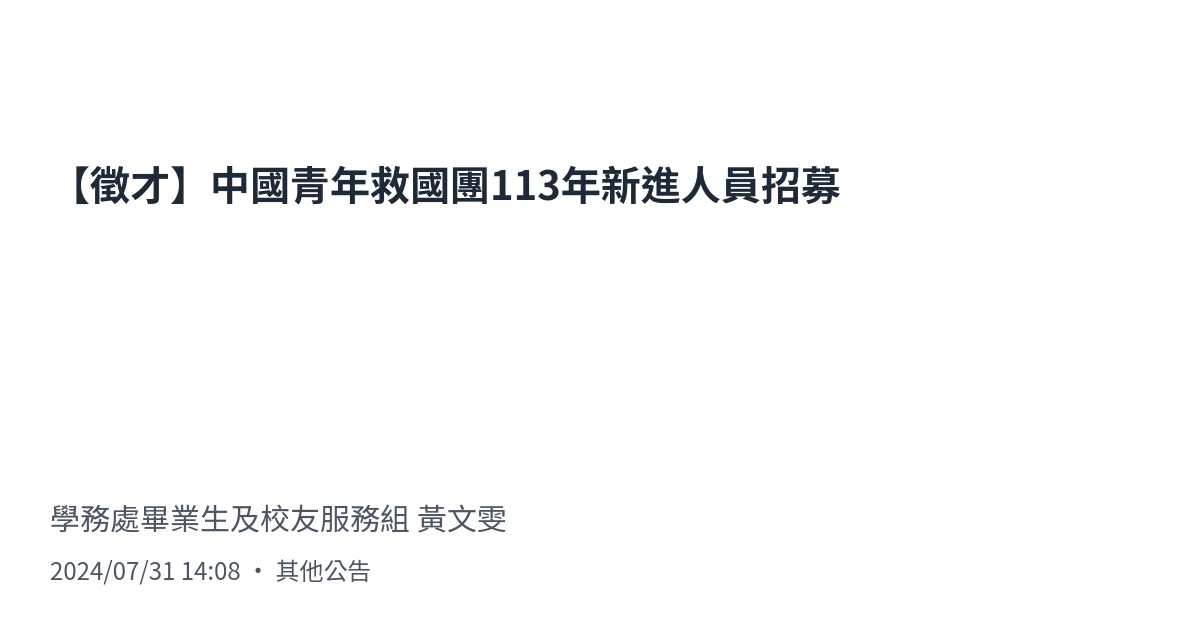 【徵才】中國青年救國團113年新進人員招募
學務處畢業生及校友服務組 黃文雯
2024/07/31 14:08 • 其他公告